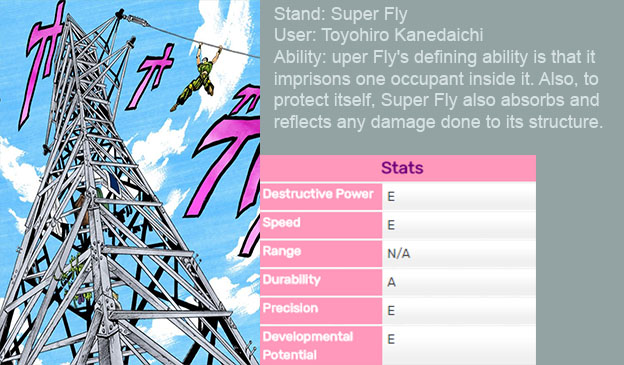 Stand: Super Fly
User: Toyohiro Kanedaichi
Ability: uper Fly's defining ability is that it
imprisons one occupant inside it. Also, to
protect itself, Super Fly also absorbs and
reflects any damage done to its structure.
Stats
Destructive Power E
Speed E
Range N/A
Durability A
Precision E
Developmental
Potential E